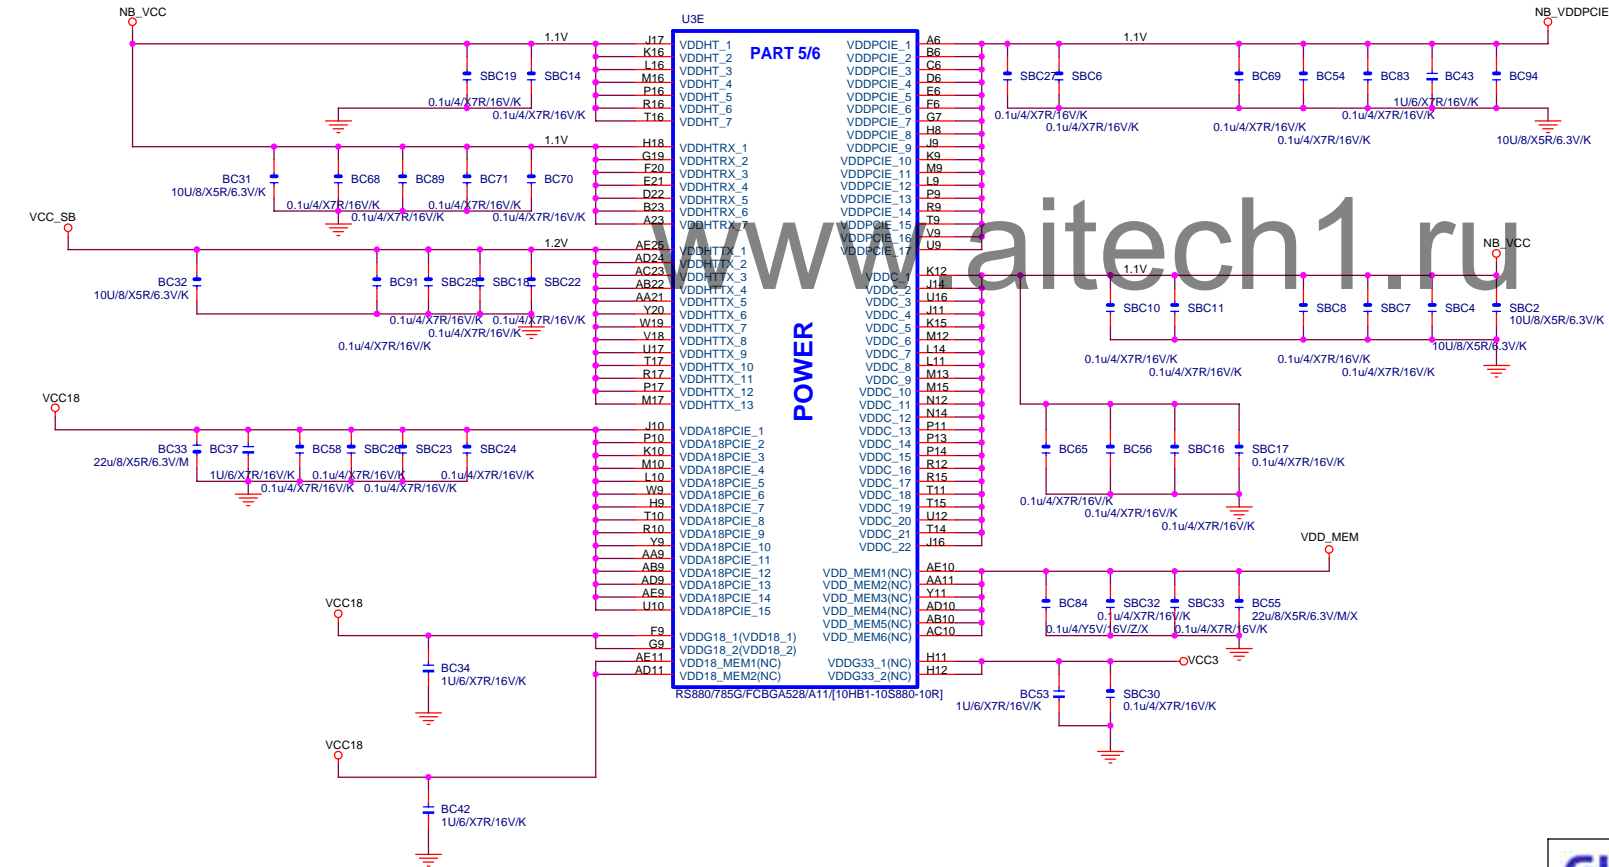 NB_VCC
U3E
NB_VDDPCIE
PART 5/6
POWER
www.aitech1.ru
1.1V
SBC19
SBC14
0.1u/4/X7R/16V/K
0.1u/4/X7R/16V/K
1.1V
BC31
10U/8/X5R/6.3V/K
BC68
BC89
BC71
BC70
0.1u/4/X7R/16V/K
0.1u/4/X7R/16V/K
0.1u/4/X7R/16V/K
0.1u/4/X7R/16V/K
VCC_SB
1.2V
BC32
10U/8/X5R/6.3V/K
BC91
SBC25
SBC18
SBC22
0.1u/4/X7R/16V/K
0.1u/4/X7R/16V/K
0.1u/4/X7R/16V/K
0.1u/4/X7R/16V/K
VCC18
BC33
22u/8/X5R/6.3V/M
BC37
BC58
SBC26
SBC23
SBC24
1U/6/X7R/16V/K
0.1u/4/X7R/16V/K
0.1u/4/X7R/16V/K
0.1u/4/X7R/16V/K
0.1u/4/X7R/16V/K
VCC18
BC34
1U/6/X7R/16V/K
VCC18
BC42
1U/6/X7R/16V/K
J17 VDDHT_1
K16 VDDHT_2
L16 VDDHT_3
M16 VDDHT_4
P16 VDDHT_5
R16 VDDHT_6
T16 VDDHT_7
H18 VDDHTRX_1
G19 VDDHTRX_2
F20 VDDHTRX_3
E21 VDDHTRX_4
D22 VDDHTRX_5
B23 VDDHTRX_6
A23 VDDHTRX_7
AE25 VDDHTTX_1
AD24 VDDHTTX_2
AC23 VDDHTTX_3
AB22 VDDHTTX_4
AA21 VDDHTTX_5
Y20 VDDHTTX_6
W19 VDDHTTX_7
V18 VDDHTTX_8
U17 VDDHTTX_9
T17 VDDHTTX_10
R17 VDDHTTX_11
P17 VDDHTTX_12
M17 VDDHTTX_13
J10 VDDA18PCIE_1
P10 VDDA18PCIE_2
K10 VDDA18PCIE_3
M10 VDDA18PCIE_4
L10 VDDA18PCIE_5
W9 VDDA18PCIE_6
H9 VDDA18PCIE_7
T10 VDDA18PCIE_8
R10 VDDA18PCIE_9
Y9 VDDA18PCIE_10
AA9 VDDA18PCIE_11
AB9 VDDA18PCIE_12
AD9 VDDA18PCIE_13
AE9 VDDA18PCIE_14
U10 VDDA18PCIE_15
F9 VDDG18_1(VDD18_1)
G9 VDDG18_2(VDD18_2)
AE11 VDD18_MEM1(NC)
AD11 VDD18_MEM2(NC)
VDDPCIE_1 A6
VDDPCIE_2 B6
VDDPCIE_3 C6
VDDPCIE_4 D6
VDDPCIE_5 E6
VDDPCIE_6 F6
VDDPCIE_7 G7
VDDPCIE_8 H8
VDDPCIE_9 J9
VDDPCIE_10 K9
VDDPCIE_11 M9
VDDPCIE_12 L9
VDDPCIE_13 P9
VDDPCIE_14 R9
VDDPCIE_15 T9
VDDPCIE_16 V9
VDDPCIE_17 U9
VDDC_1 K12
VDDC_2 J14
VDDC_3 U16
VDDC_4 J11
VDDC_5 K15
VDDC_6 M12
VDDC_7 L14
VDDC_8 L11
VDDC_9 M13
VDDC_10 M15
VDDC_11 N12
VDDC_12 N14
VDDC_13 P11
VDDC_14 P13
VDDC_15 P14
VDDC_16 R12
VDDC_17 R15
VDDC_18 T11
VDDC_19 T15
VDDC_20 U12
VDDC_21 T14
VDDC_22 J16
VDD_MEM1(NC) AE10
VDD_MEM2(NC) AA11
VDD_MEM3(NC) Y11
VDD_MEM4(NC) AD10
VDD_MEM5(NC) AB10
VDD_MEM6(NC) AC10
VDDG33_1(NC) H11
VDDG33_2(NC) H12
RS880/785G/FCBGA528/A11/[10HB1-10S880-10R]
1.1V
SBC27
SBC6
BC69
BC54
BC83
BC43
BC94
1U/6/X7R/16V/K
0.1u/4/X7R/16V/K
0.1u/4/X7R/16V/K
0.1u/4/X7R/16V/K
0.1u/4/X7R/16V/K
0.1u/4/X7R/16V/K
10U/8/X5R/6.3V/K
NB_VCC
1.1V
SBC10
SBC11
SBC8
SBC7
SBC4
SBC2
10U/8/X5R/6.3V/K
10U/8/X5R/6.3V/K
0.1u/4/X7R/16V/K
0.1u/4/X7R/16V/K
0.1u/4/X7R/16V/K
0.1u/4/X7R/16V/K
BC65
BC56
SBC16
SBC17
0.1u/4/X7R/16V/K
0.1u/4/X7R/16V/K
0.1u/4/X7R/16V/K
0.1u/4/X7R/16V/K
VDD_MEM
BC84
SBC32
SBC33
BC55
0.1u/4/X7R/16V/K
22u/8/X5R/6.3V/M/X
0.1u/4/Y5V/16V/Z/X
0.1u/4/X7R/16V/K
VCC3
BC53
1U/6/X7R/16V/K
SBC30
0.1u/4/X7R/16V/K